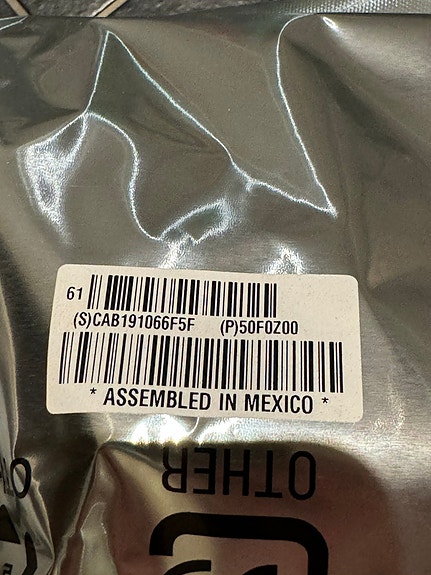 61
(S)CAB191066F5F (P)50F0Z00
* ASSEMBLED IN MEXICO *
OTHER